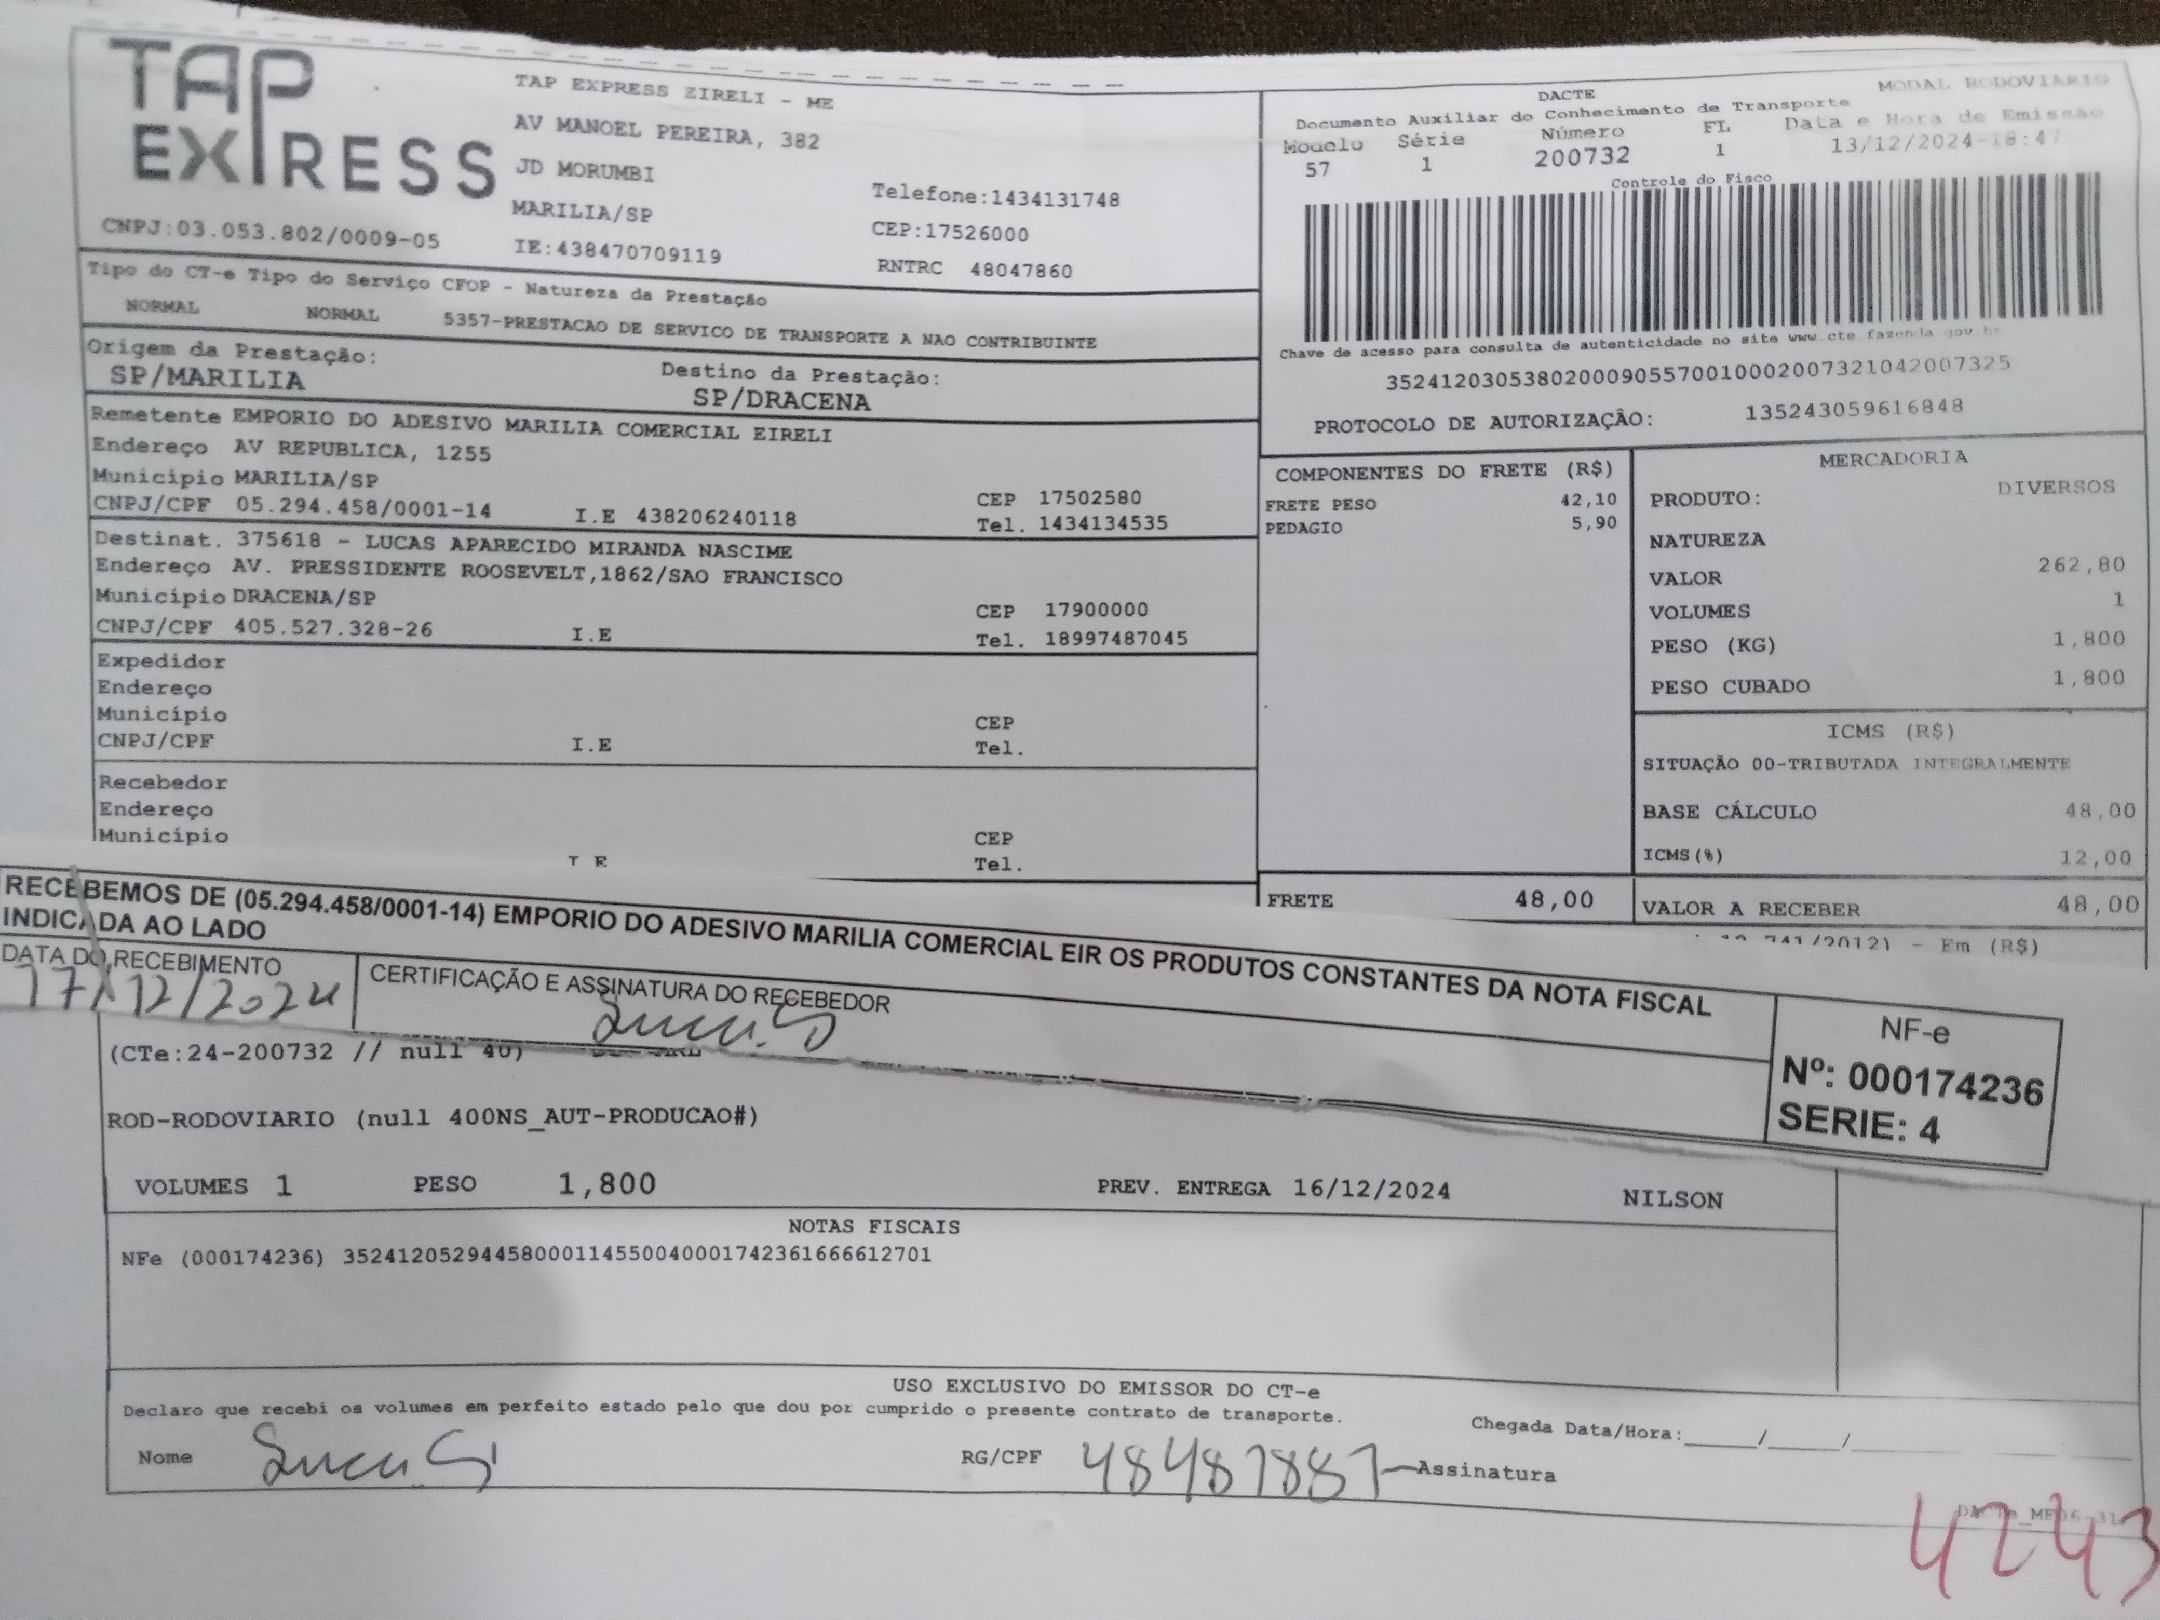 TAP
EXPRESS
CNPJ:03.053.802/0009-05
TAP EXPRESS EIRELI - ME
AV MANOEL PEREIRA, 382
JD MORUMBI
MARILIA/SP
IE:438470709119
Telefone:1434131748
CEP:17526000
RNTRC 48047860
MODAL RODOVIARIO
DACTE
Documento Auxiliar do Conhecimento de Transporte
Modelo Série Número FL Data e Hora de Emissão
57 1 200732 1 13/12/2024-18:47
Controle do Fisco
Chave de acesso para consulta de autenticidade no site www.cte.fazenda.gov.br
35241203053802000905570010002007321042007325
PROTOCOLO DE AUTORIZAÇÃO: 135243059616848
Tipo do CT-e Tipo do Serviço CFOP - Natureza da Prestação
NORMAL NORMAL 5357-PRESTACAO DE SERVICO DE TRANSPORTE A NAO CONTRIBUINTE
Origem da Prestação: Destino da Prestação:
SP/MARILIA SP/DRACENA
Remetente EMPORIO DO ADESIVO MARILIA COMERCIAL EIRELI
Endereço AV REPUBLICA, 1255
Município MARILIA/SP CEP 17502580
CNPJ/CPF 05.294.458/0001-14 I.E 438206240118 Tel. 1434134535
Destinat. 375618 - LUCAS APARECIDO MIRANDA NASCIME
Endereço AV. PRESSIDENTE ROOSEVELT,1862/SAO FRANCISCO
Município DRACENA/SP CEP 17900000
CNPJ/CPF 405.527.328-26 I.E Tel. 18997487045
Expedidor
Endereço
Município CEP
CNPJ/CPF I.E Tel.
Recebedor
Endereço
Município CEP
I E Tel.
COMPONENTES DO FRETE (R$)
FRETE PESO 42,10
PEDAGIO 5,90
FRETE 48,00
MERCADORIA
PRODUTO: DIVERSOS
NATUREZA
VALOR 262,80
VOLUMES 1
PESO (KG) 1,800
PESO CUBADO 1,800
ICMS (R$)
SITUAÇÃO 00-TRIBUTADA INTEGRALMENTE
BASE CÁLCULO 48,00
ICMS(%) 12,00
VALOR A RECEBER 48,00
741/2012) - Em (R$)
RECEBEMOS DE (05.294.458/0001-14) EMPORIO DO ADESIVO MARILIA COMERCIAL EIR OS PRODUTOS CONSTANTES DA NOTA FISCAL
INDICADA AO LADO
DATA DO RECEBIMENTO CERTIFICAÇÃO E ASSINATURA DO RECEBEDOR
17/12/2024
NF-e
Nº: 000174236
SERIE: 4
(CTe:24-200732 // null 40)
ROD-RODOVIARIO (null 400NS_AUT-PRODUCAO#)
VOLUMES 1 PESO 1,800 PREV. ENTREGA 16/12/2024 NILSON
NOTAS FISCAIS
NFe (000174236) 35241205294458000114550040001742361666612701
USO EXCLUSIVO DO EMISSOR DO CT-e
Declaro que recebi os volumes em perfeito estado pelo que dou por cumprido o presente contrato de transporte.
Chegada Data/Hora:____/____/
Nome RG/CPF 48487887 Assinatura
4243